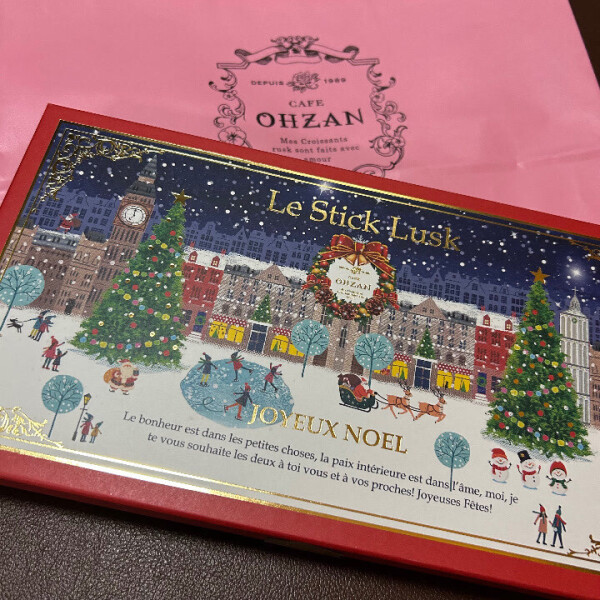 DEPUIS 1989
CAFE
OHZAN
Mes Croissants
rusk sont faite avec
amour
Le Stick Lusk
OHZAN
JOYEUX NOEL
Le bonheur est dans les petites choses, la paix intérieure est dans l'âme, moi, je
te vous souhaite les deux à toi vous et à vos proches! Joyeuses Fêtes!